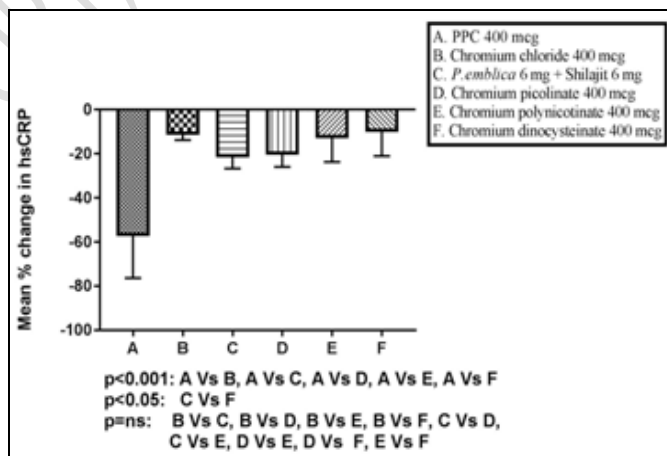 A. PPC 400 mcg
B. Chromium chloride 400 mcg
C. P.emblica 6 mg + Shilajit 6 mg
D. Chromium picolinate 400 mcg
E. Chromium polynicotinate 400 mcg
F. Chromium dinocysteinate 400 mcg
Mean % change in hsCRP
0
-20
-40
-60
-80
-100
A B C D E F
p<0.001: A Vs B, A Vs C, A Vs D, A Vs E, A Vs F
p<0.05: C Vs F
p=ns: B Vs C, B Vs D, B Vs E, B Vs F, C Vs D,
C Vs E, D Vs E, D Vs F, E Vs F